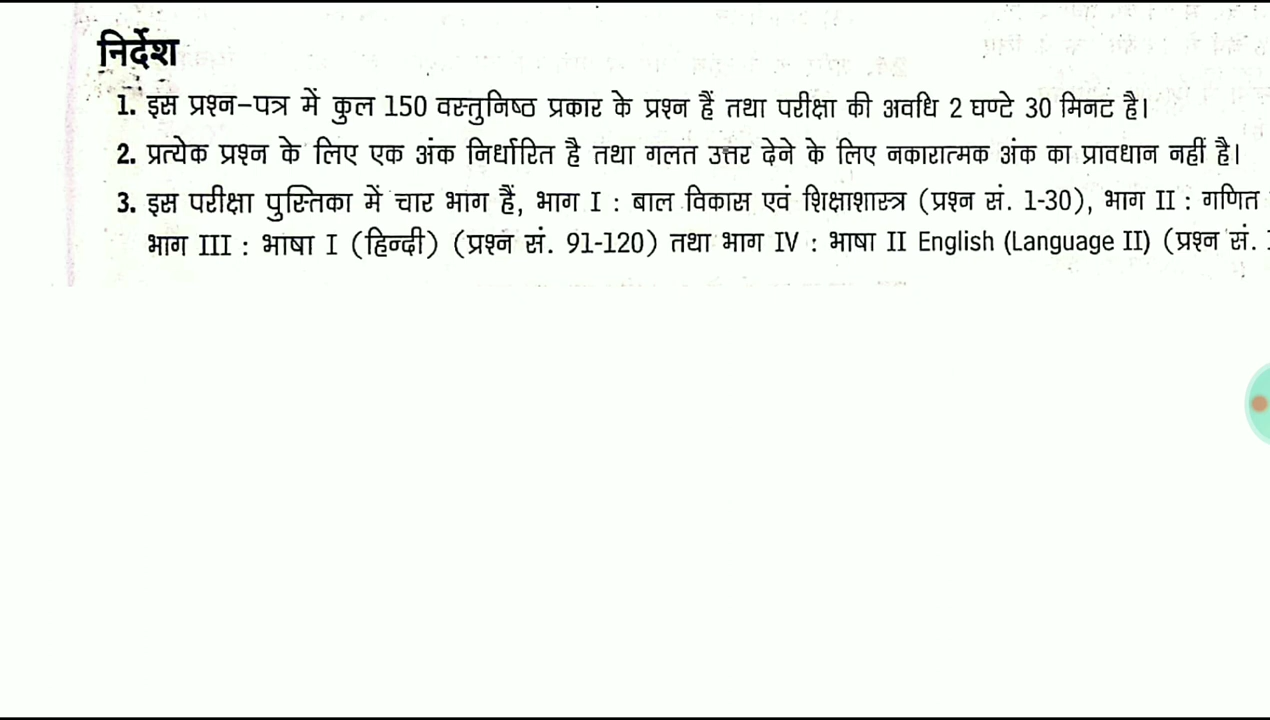 निर्देश
1. इस प्रश्न-पत्र में कुल 150 वस्तुनिष्ठ प्रकार के प्रश्न हैं तथा परीक्षा की अवधि 2 घण्टे 30 मिनट है।
2. प्रत्येक प्रश्न के लिए एक अंक निर्धारित है तथा गलत उत्तर देने के लिए नकारात्मक अंक का प्रावधान नहीं है।
3. इस परीक्षा पुस्तिका में चार भाग हैं, भाग I : बाल विकास एवं शिक्षाशास्त्र (प्रश्न सं. 1-30), भाग II : गणित
भाग III : भाषा I (हिन्दी) (प्रश्न सं. 91-120) तथा भाग IV : भाषा II English (Language II) (प्रश्न सं.